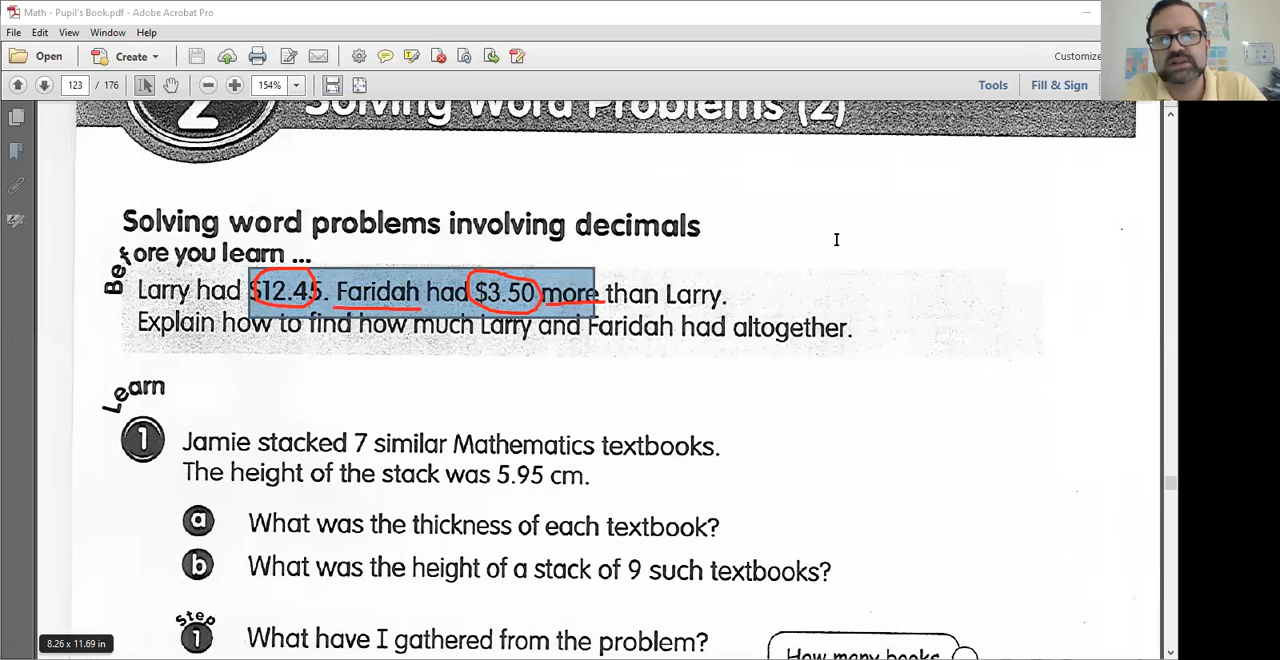 Math - Pupil's Book.pdf - Adobe Acrobat Pro
File Edit View Window Help
Open Create Customize
123 / 176 154% Tools Fill & Sign
2 Solving Word Problems (2)
Solving word problems involving decimals
Before you learn ...
Larry had $12.45. Faridah had $3.50 more than Larry.
Explain how to find how much Larry and Faridah had altogether.
Learn
1 Jamie stacked 7 similar Mathematics textbooks.
The height of the stack was 5.95 cm.
a What was the thickness of each textbook?
b What was the height of a stack of 9 such textbooks?
Step
1 What have I gathered from the problem?
How many books
8.26 x 11.69 in